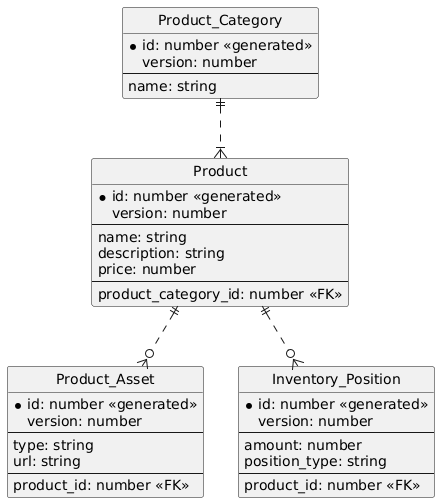 Product_Category
id: number «generated»
version: number
name: string
Product
id: number «generated»
version: number
name: string
description: string
price: number
product_category_id: number «FK»
Product_Asset
id: number «generated»
version: number
type: string
url: string
product_id: number «FK»
Inventory_Position
id: number «generated»
version: number
amount: number
position_type: string
product_id: number «FK»